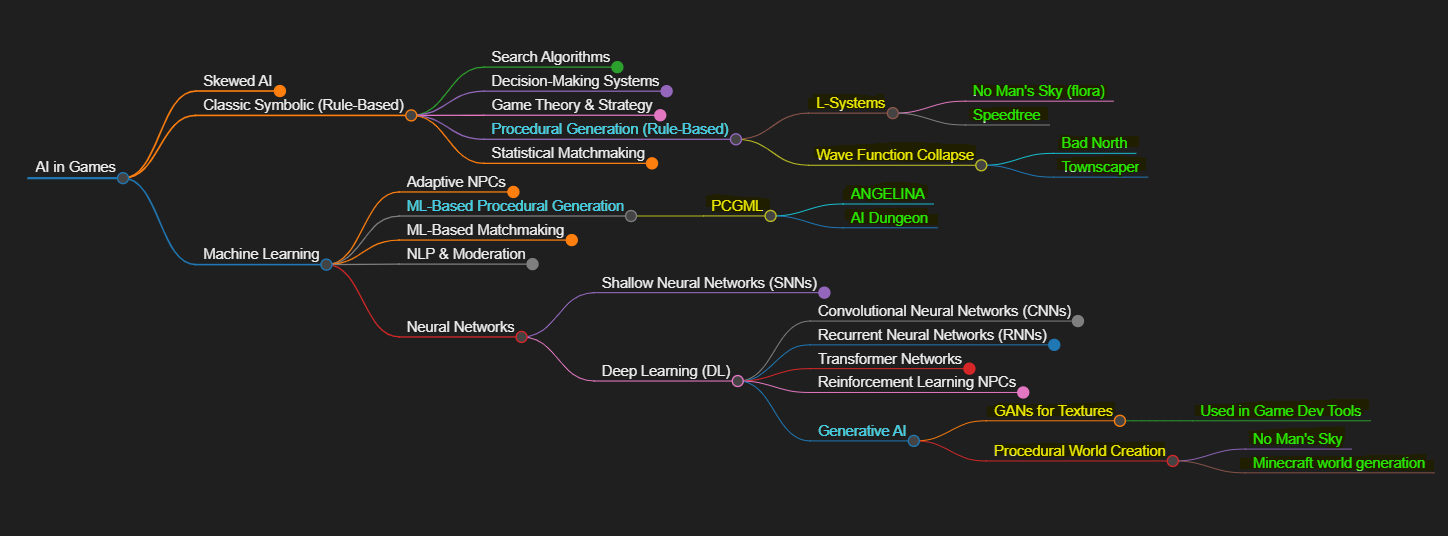 AI in Games
Skewed AI
Classic Symbolic (Rule-Based)
Search Algorithms
Decision-Making Systems
Game Theory & Strategy
Procedural Generation (Rule-Based)
L-Systems
No Man's Sky (flora)
Speedtree
Wave Function Collapse
Bad North
Townscaper
Statistical Matchmaking
Machine Learning
Adaptive NPCs
ML-Based Procedural Generation
PCGML
ANGELINA
AI Dungeon
ML-Based Matchmaking
NLP & Moderation
Neural Networks
Shallow Neural Networks (SNNs)
Deep Learning (DL)
Convolutional Neural Networks (CNNs)
Recurrent Neural Networks (RNNs)
Transformer Networks
Reinforcement Learning NPCs
Generative AI
GANs for Textures
Used in Game Dev Tools
Procedural World Creation
No Man's Sky
Minecraft world generation